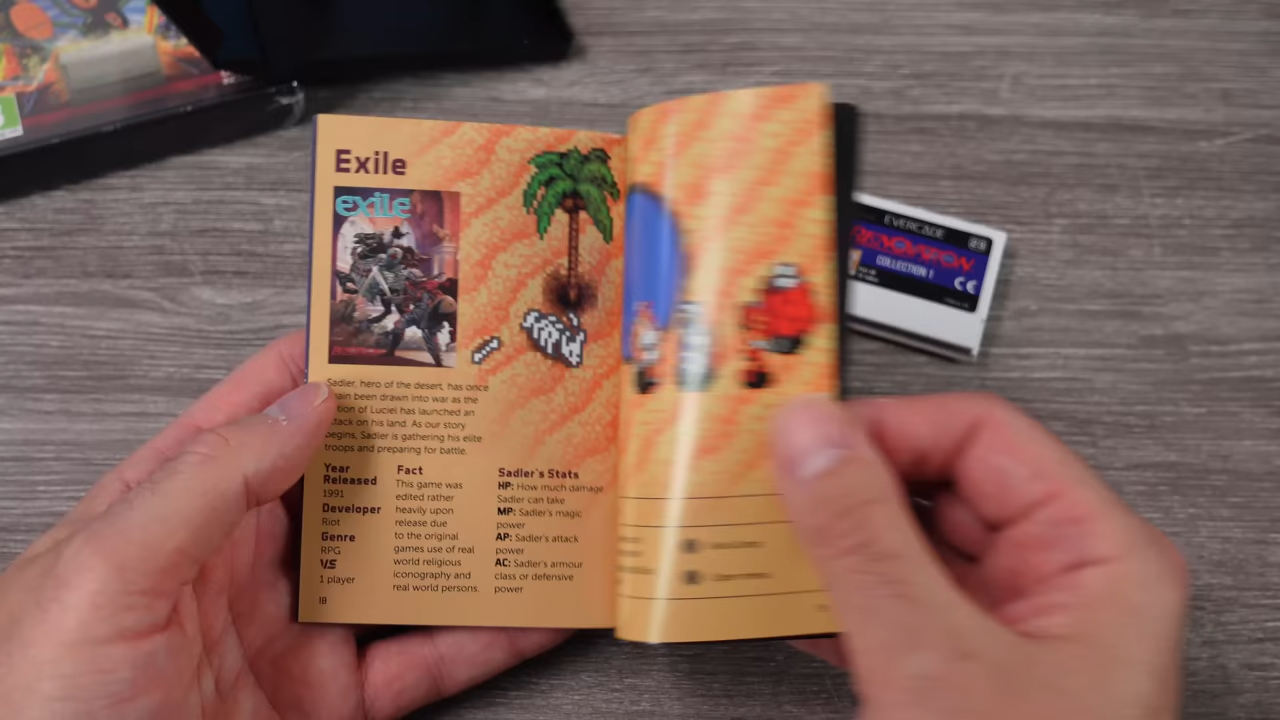 Exile
exile
Sadler, hero of the desert, has once
been drawn into war as the
of Luciel has launched an
on his land. As our story
begins, Sadler is gathering his elite
troops and preparing for battle.
Year
Released
1991
Developer
Riot
Genre
RPG
VS
1 player
18
Fact
This game was
edited rather
heavily upon
release due
to the original
games use of real
world religious
iconography and
real world persons.
Sadler's Stats
HP: How much damage
Sadler can take
MP: Sadler's magic
power
AP: Sadler's attack
power
AC: Sadler's armour
class or defensive
power
EVERCADE
RENOVATION
COLLECTION 1
CE